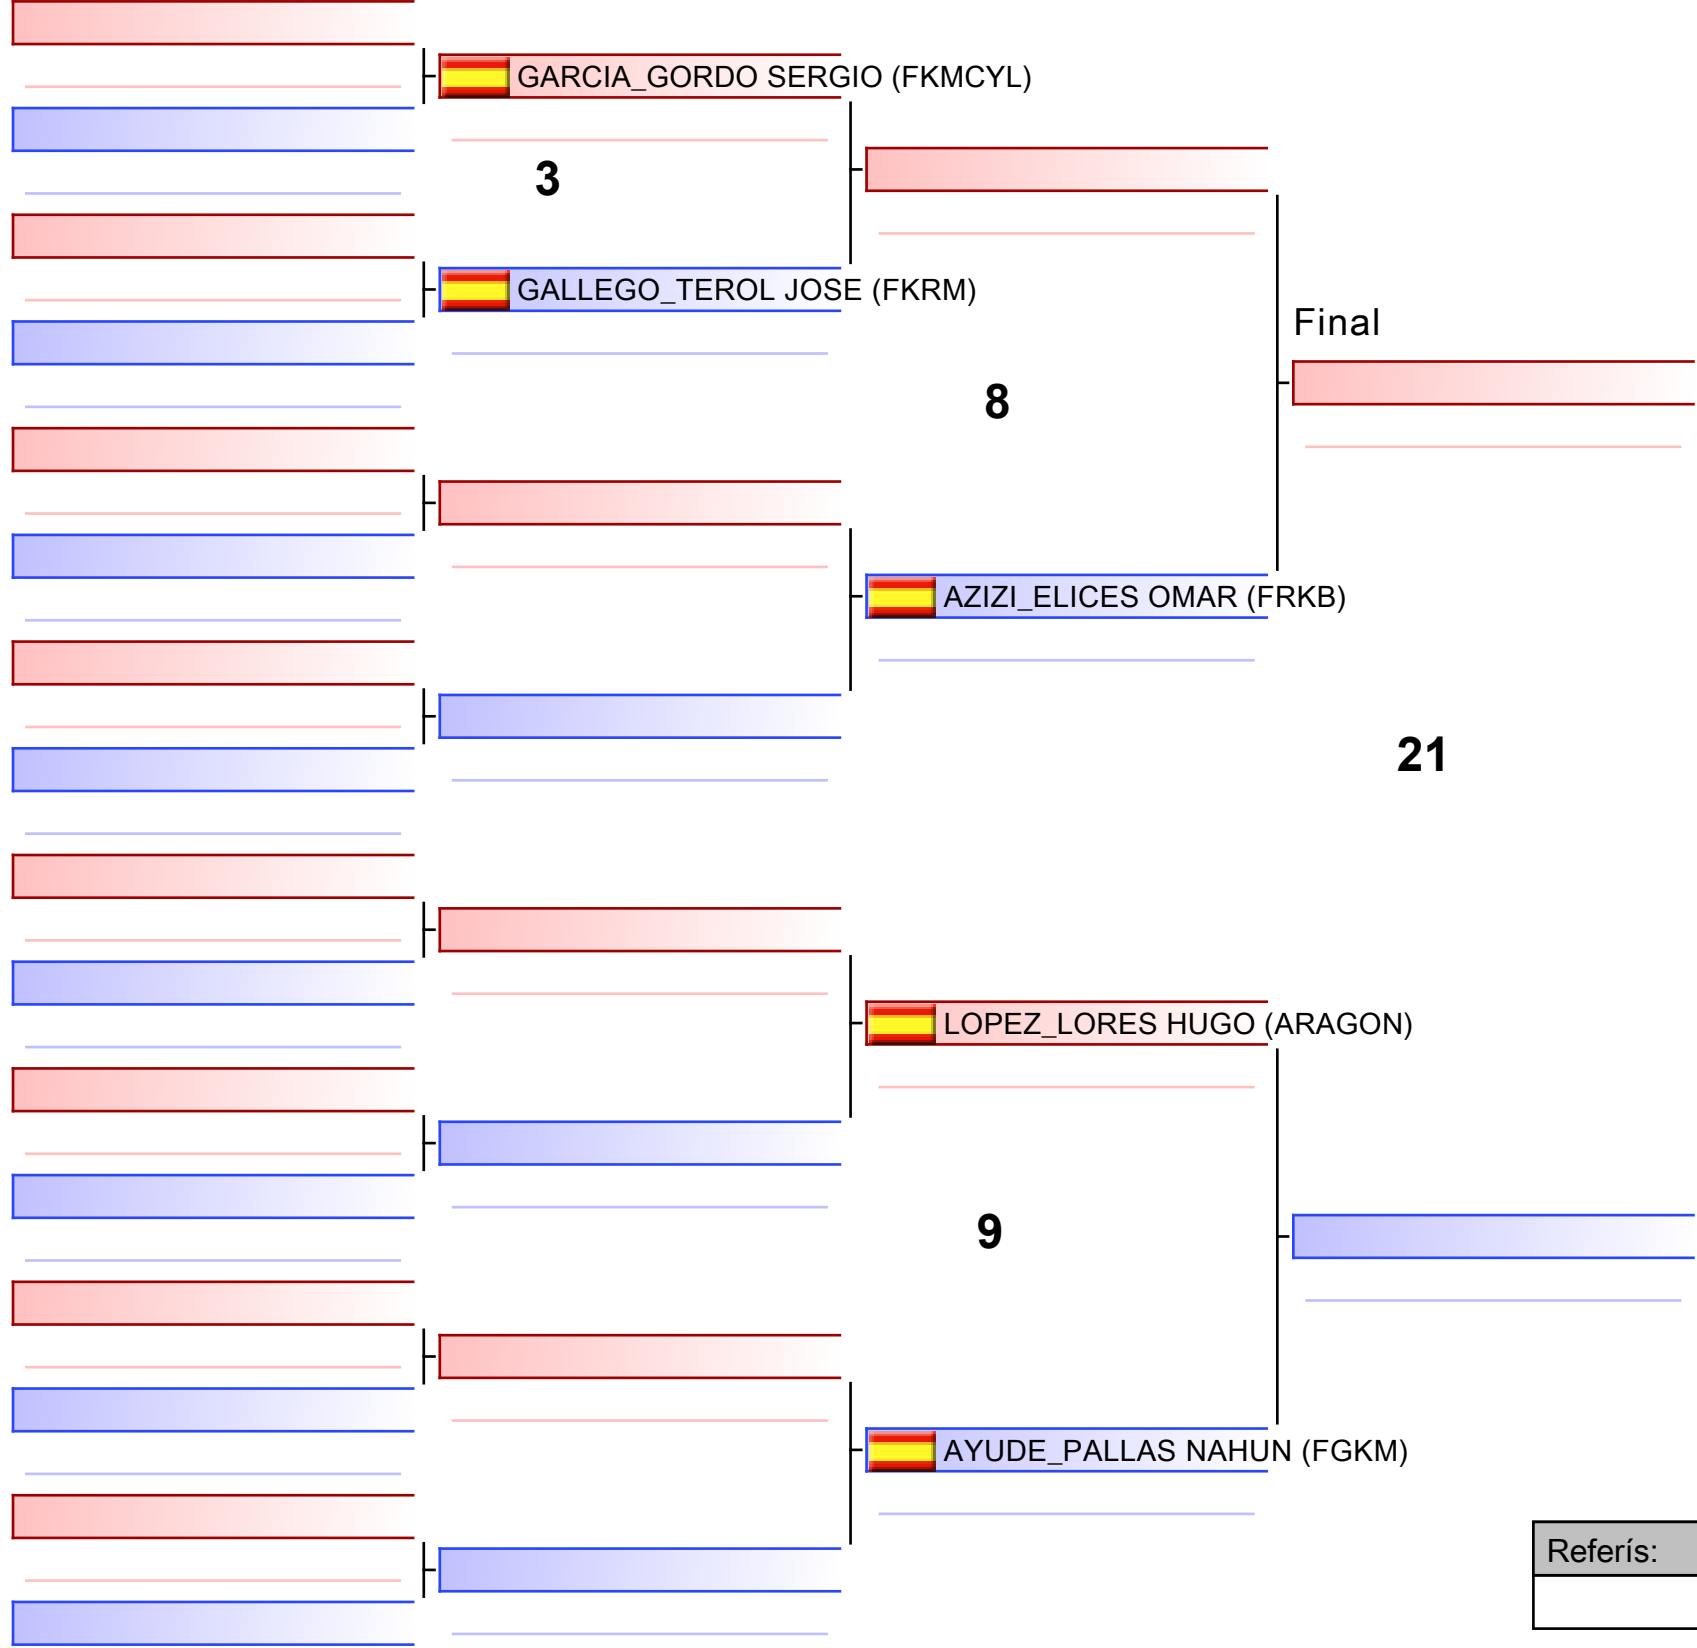 GARCIA_GORDO SERGIO (FKMCYL)
3
GALLEGO_TEROL JOSE (FKRM)
Final
8
AZIZI_ELICES OMAR (FRKB)
21
LOPEZ_LORES HUGO (ARAGON)
9
AYUDE_PALLAS NAHUN (FGKM)
Referís: